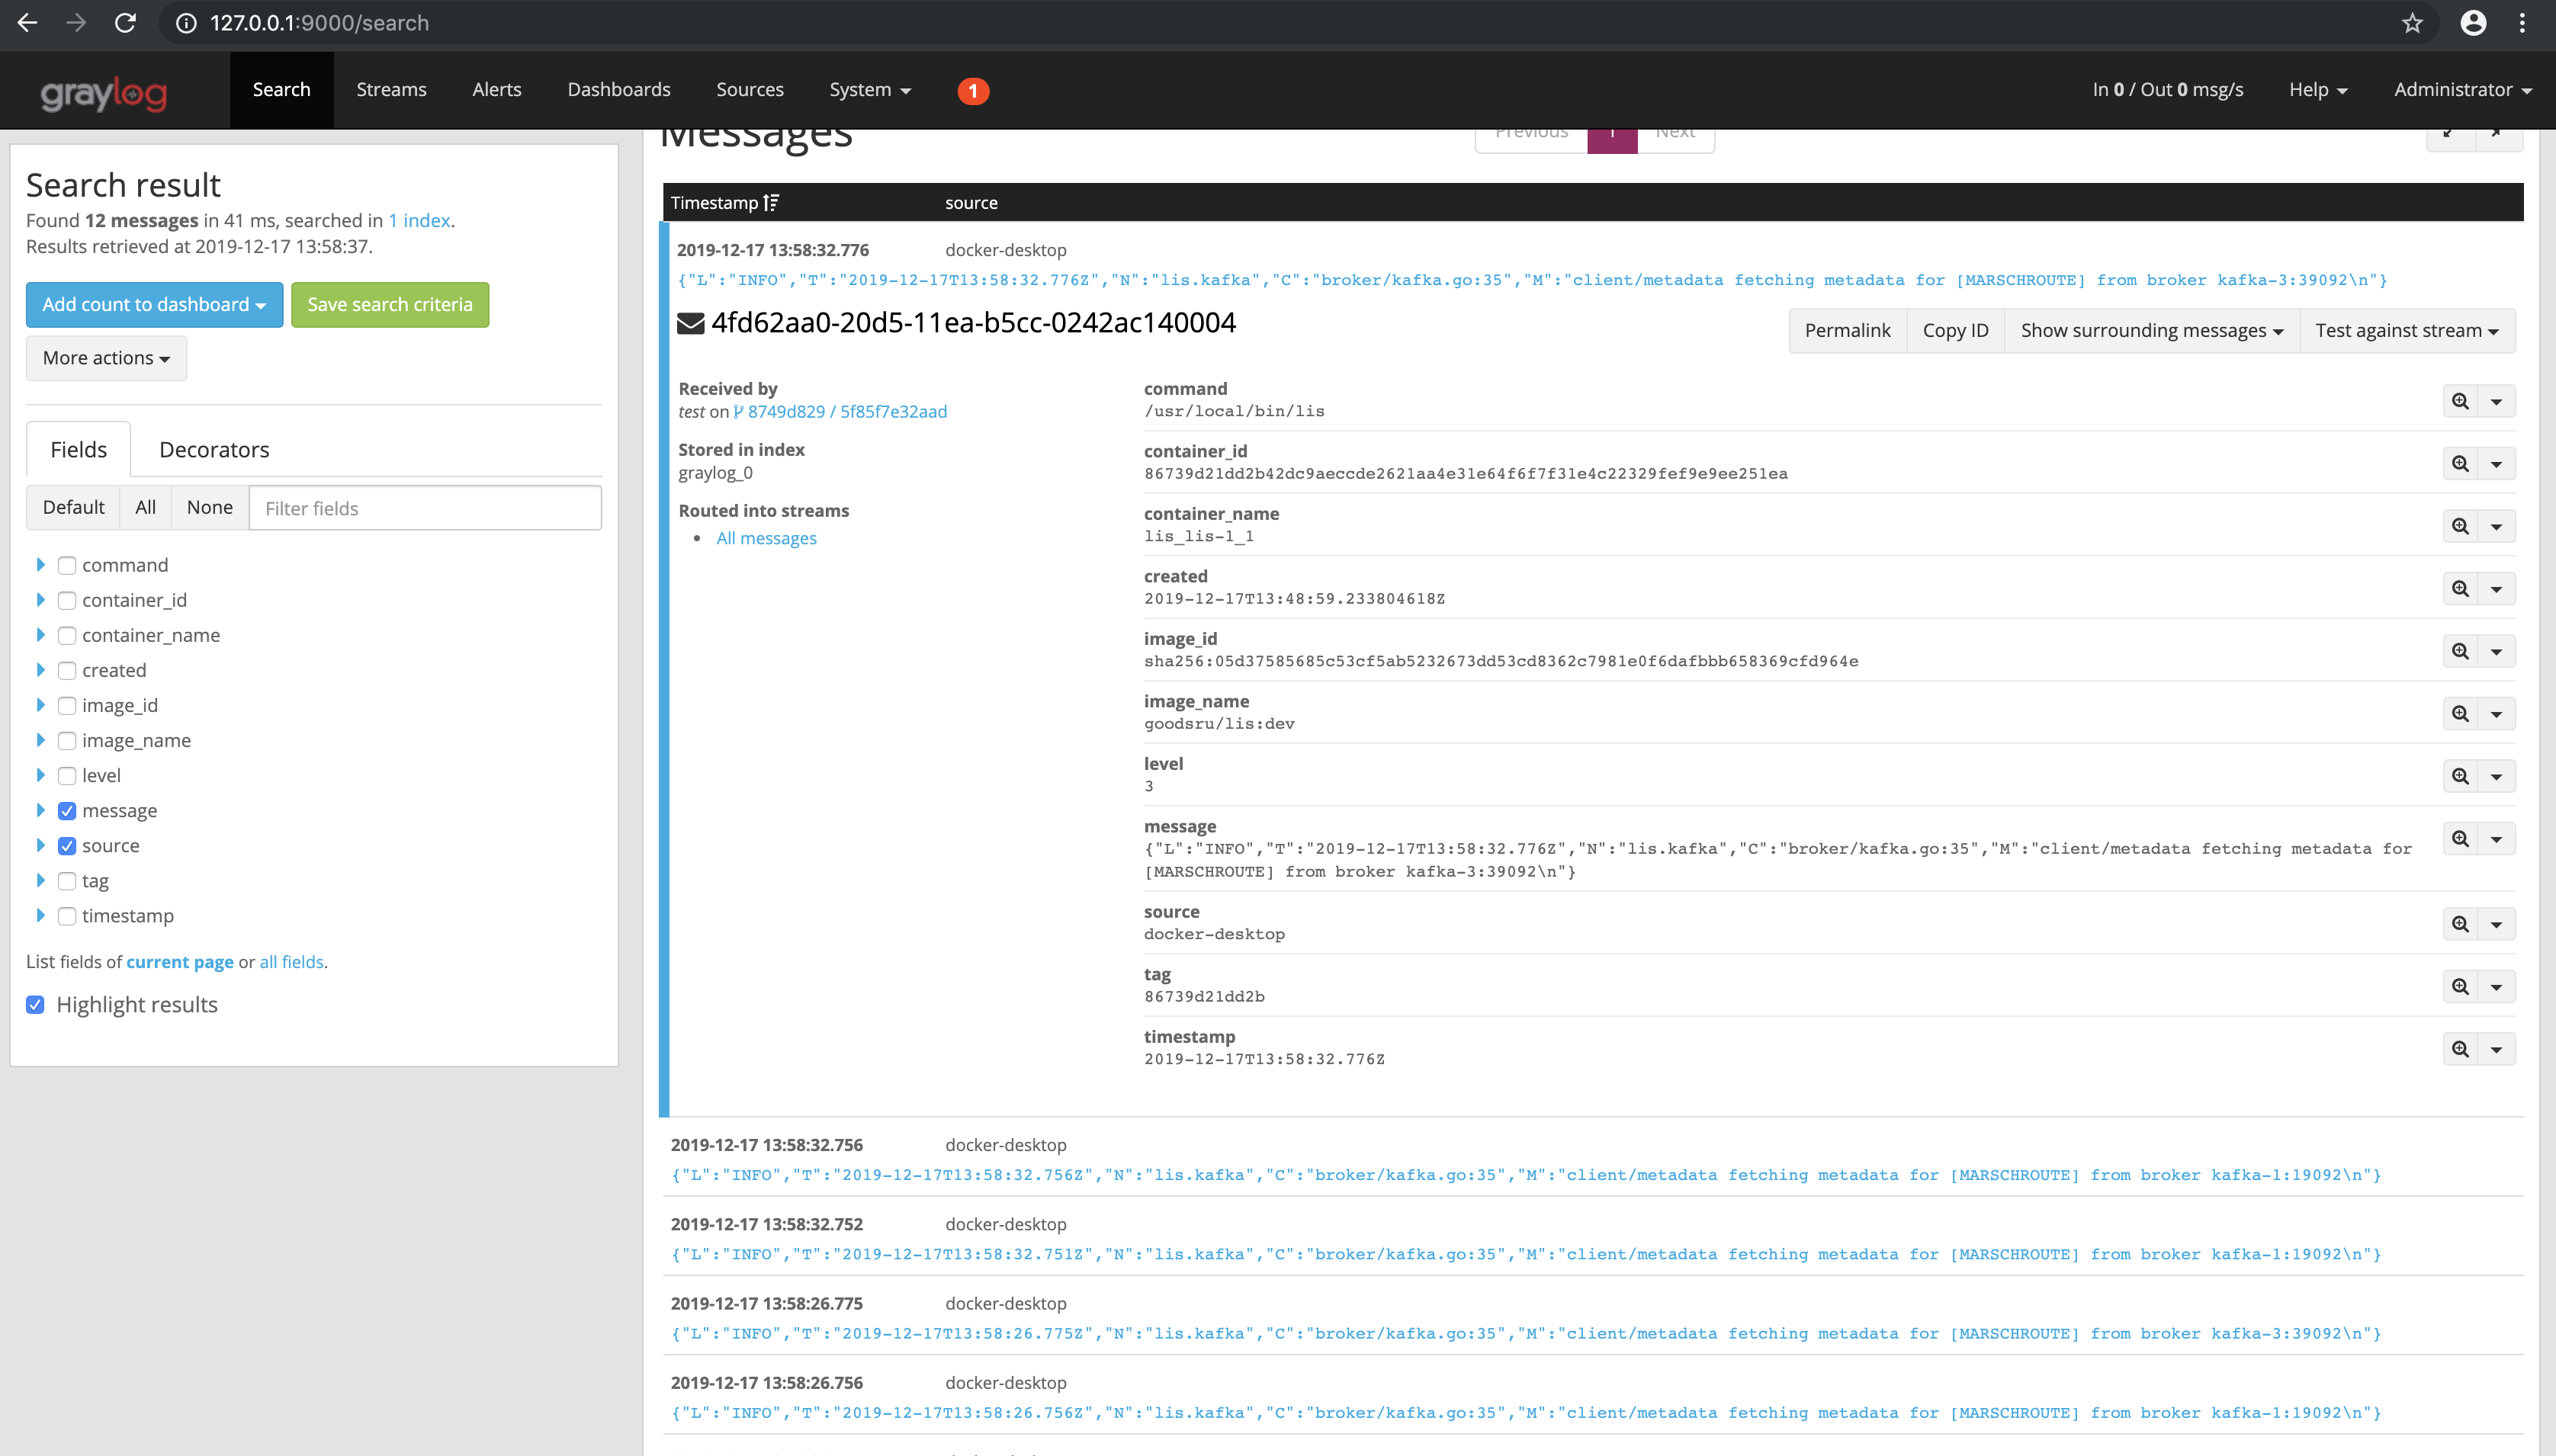 127.0.0.1:9000/search
graylog
Search
Streams
Alerts
Dashboards
Sources
System
1
In 0 / Out 0 msg/s
Help
Administrator
Search result
Found 12 messages in 41 ms, searched in 1 index.
Results retrieved at 2019-12-17 13:58:37.
Add count to dashboard
Save search criteria
More actions
Fields
Decorators
Default
All
None
Filter fields
command
container_id
container_name
created
image_id
image_name
level
message
source
tag
timestamp
List fields of current page or all fields.
Highlight results
Messages
Previous
1
Next
Timestamp
source
2019-12-17 13:58:32.776
docker-desktop
{"L":"INFO","T":"2019-12-17T13:58:32.776Z","N":"lis.kafka","C":"broker/kafka.go:35","M":"client/metadata fetching metadata for [MARSCHROUTE] from broker kafka-3:39092\n"}
4fd62aa0-20d5-11ea-b5cc-0242ac140004
Permalink
Copy ID
Show surrounding messages
Test against stream
Received by
test on 8749d829 / 5f85f7e32aad
Stored in index
graylog_0
Routed into streams
• All messages
command
/usr/local/bin/lis
container_id
86739d21dd2b42dc9aeccde2621aa4e31e64f6f7f31e4c22329fef9e9ee251ea
container_name
lis_lis-1_1
created
2019-12-17T13:48:59.233804618Z
image_id
sha256:05d37585685c53cf5ab5232673dd53cd8362c7981e0f6dafbbb658369cfd964e
image_name
goodsru/lis:dev
level
3
message
{"L":"INFO","T":"2019-12-17T13:58:32.776Z","N":"lis.kafka","C":"broker/kafka.go:35","M":"client/metadata fetching metadata for
[MARSCHROUTE] from broker kafka-3:39092\n"}
source
docker-desktop
tag
86739d21dd2b
timestamp
2019-12-17T13:58:32.776Z
2019-12-17 13:58:32.756
docker-desktop
{"L":"INFO","T":"2019-12-17T13:58:32.756Z","N":"lis.kafka","C":"broker/kafka.go:35","M":"client/metadata fetching metadata for [MARSCHROUTE] from broker kafka-1:19092\n"}
2019-12-17 13:58:32.752
docker-desktop
{"L":"INFO","T":"2019-12-17T13:58:32.751Z","N":"lis.kafka","C":"broker/kafka.go:35","M":"client/metadata fetching metadata for [MARSCHROUTE] from broker kafka-1:19092\n"}
2019-12-17 13:58:26.775
docker-desktop
{"L":"INFO","T":"2019-12-17T13:58:26.775Z","N":"lis.kafka","C":"broker/kafka.go:35","M":"client/metadata fetching metadata for [MARSCHROUTE] from broker kafka-3:39092\n"}
2019-12-17 13:58:26.756
docker-desktop
{"L":"INFO","T":"2019-12-17T13:58:26.756Z","N":"lis.kafka","C":"broker/kafka.go:35","M":"client/metadata fetching metadata for [MARSCHROUTE] from broker kafka-1:19092\n"}